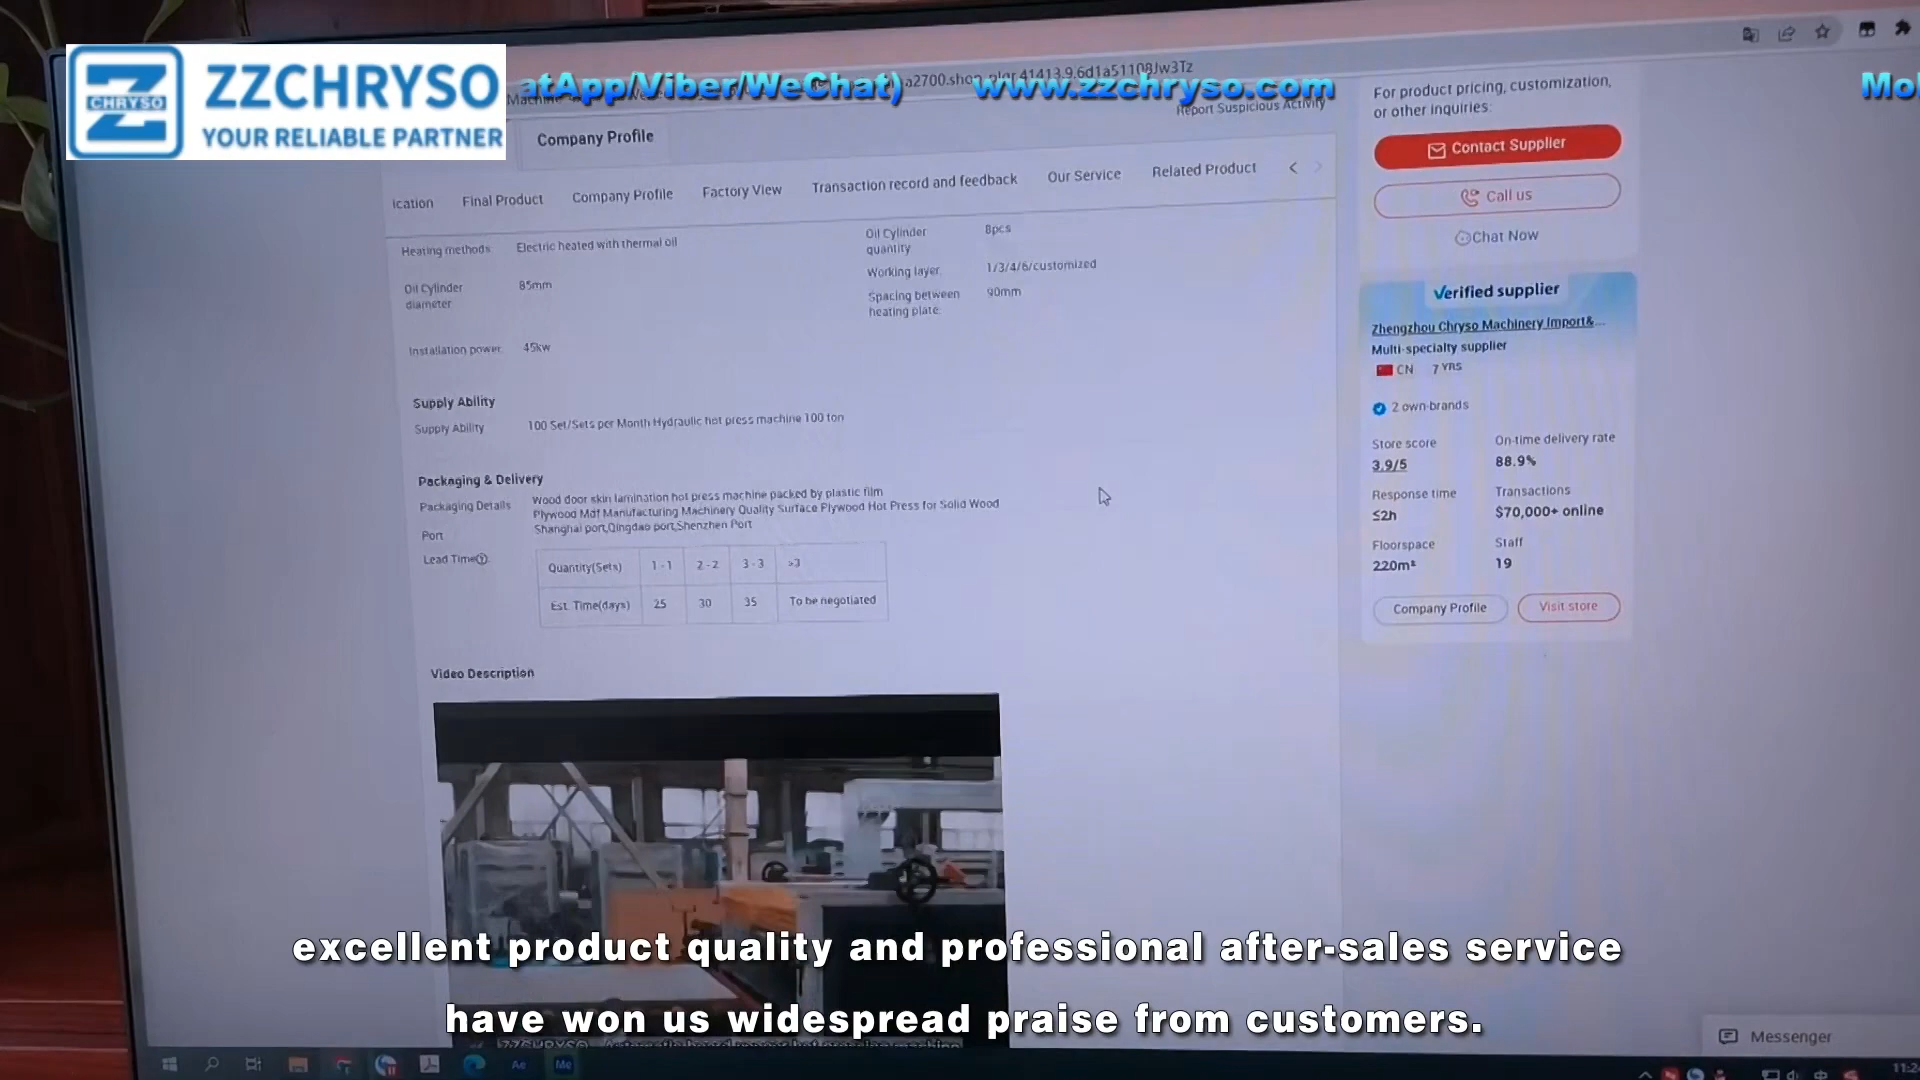 CHRYSO
ZZCHRYSO
YOUR RELIABLE PARTNER
atApp/Viber/WeChat)
www.zzchryso.com
Report Suspicious Activity
Company Profile
ication Final Product Company Profile Factory View Transaction record and feedback Our Service Related Product
Heating methods Electric heated with thermal oil
Oil Cylinder quantity 8pcs
Oil Cylinder diameter 85mm
Working layer 1/3/4/6/customized
Spacing between heating plate 90mm
Installation power 45kw
Supply Ability
Supply Ability 100 Set/Sets per Month Hydraulic hot press machine 100 ton
Packaging & Delivery
Packaging Details Wood door skin lamination hot press machine packed by plastic film
Plywood Mdf Manufacturing Machinery Quality Surface Plywood Hot Press for Solid Wood
Port Shanghai port,Qingdao port,Shenzhen Port
Lead Time
Quantity(Sets) 1 - 1 2 - 2 3 - 3 >3
Est. Time(days) 25 30 35 To be negotiated
Video Description
For product pricing, customization,
or other inquiries:
Contact Supplier
Call us
Chat Now
Verified supplier
Zhengzhou Chryso Machinery Import&...
Multi-specialty supplier
CN 7 YRS
2 own-brands
Store score On-time delivery rate
3.9/5 88.9%
Response time Transactions
≤2h $70,000+ online
Floorspace Staff
220m² 19
Company Profile Visit store
excellent product quality and professional after-sales service
have won us widespread praise from customers.
Messenger
Ae Me